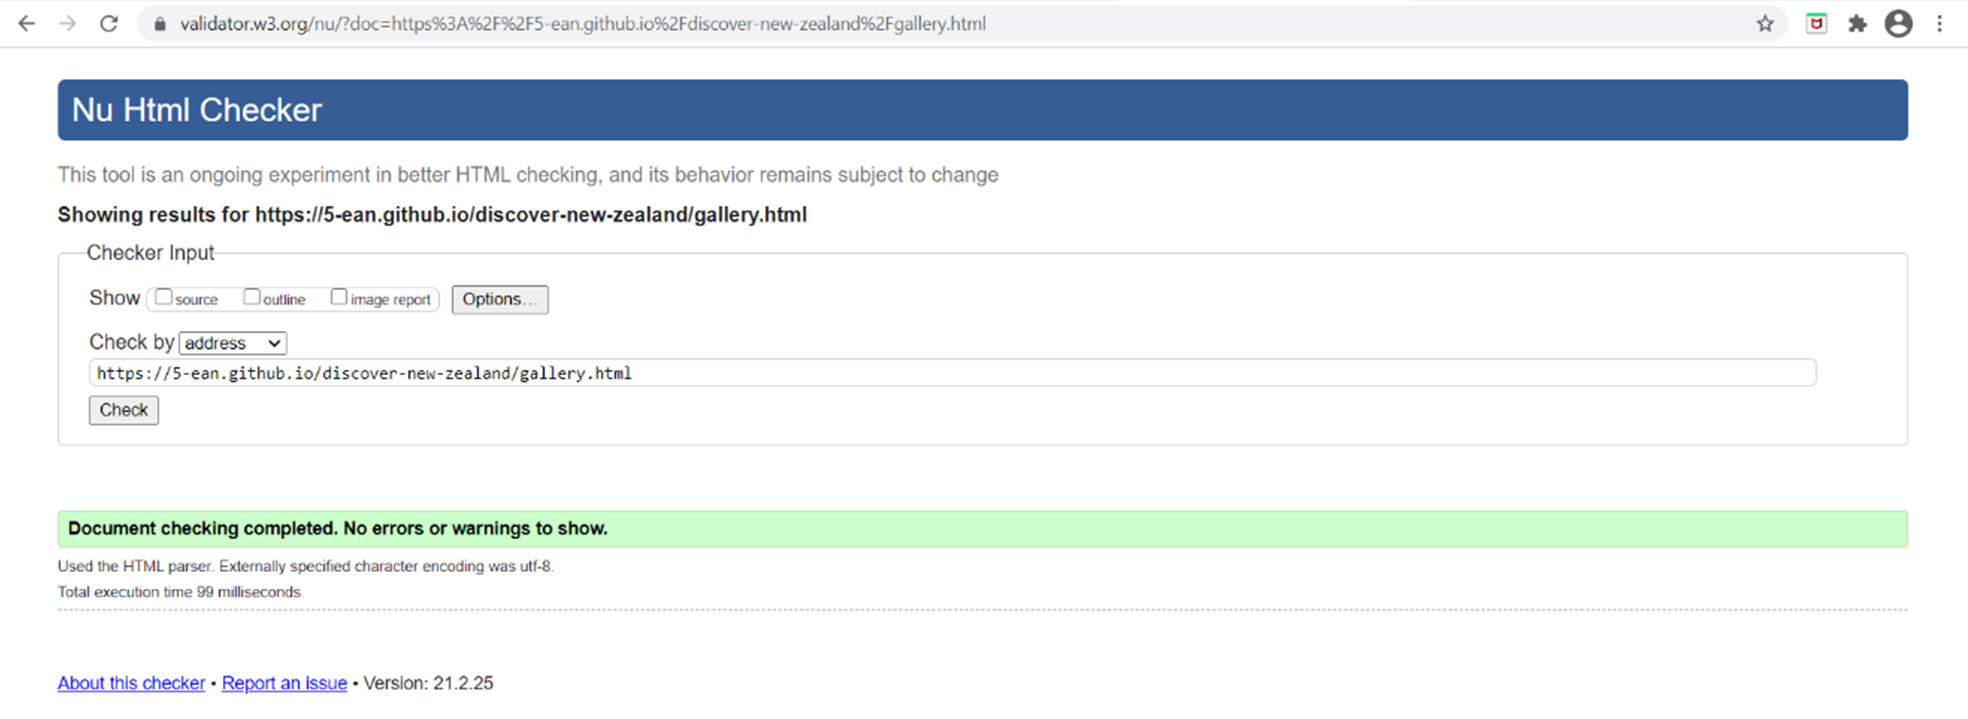 validator.w3.org/nu/?doc=https%3A%2F%2F5-ean.github.io%2Fdiscover-new-zealand%2Fgallery.html
Nu Html Checker
This tool is an ongoing experiment in better HTML checking, and its behavior remains subject to change
Showing results for https://5-ean.github.io/discover-new-zealand/gallery.html
Checker Input
Show source outline image report Options...
Check by address
https://5-ean.github.io/discover-new-zealand/gallery.html
Check
Document checking completed. No errors or warnings to show.
Used the HTML parser. Externally specified character encoding was utf-8.
Total execution time 99 milliseconds.
About this checker • Report an issue • Version: 21.2.25